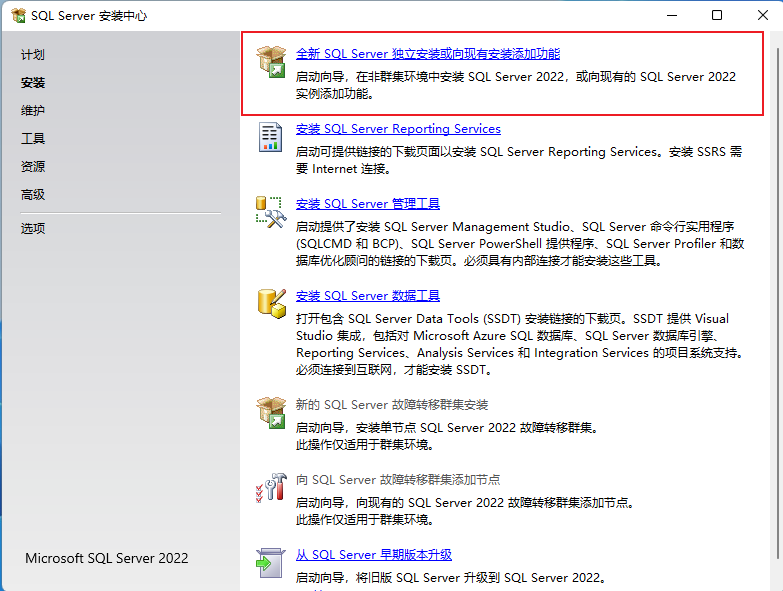 SQL Server 安装中心
计划
安装
维护
工具
资源
高级
选项
Microsoft SQL Server 2022
全新 SQL Server 独立安装或向现有安装添加功能
启动向导，在非群集环境中安装 SQL Server 2022，或向现有的 SQL Server 2022
实例添加功能。
安装 SQL Server Reporting Services
启动可提供链接的下载页面以安装 SQL Server Reporting Services。安装 SSRS 需
要 Internet 连接。
安装 SQL Server 管理工具
启动提供了安装 SQL Server Management Studio、SQL Server 命令行实用程序
(SQLCMD 和 BCP)、SQL Server PowerShell 提供程序、SQL Server Profiler 和数
据库优化顾问的链接的下载页。必须具有内部连接才能安装这些工具。
安装 SQL Server 数据工具
打开包含 SQL Server Data Tools (SSDT) 安装链接的下载页。SSDT 提供 Visual
Studio 集成，包括对 Microsoft Azure SQL 数据库、SQL Server 数据库引擎、
Reporting Services、Analysis Services 和 Integration Services 的项目系统支持。
必须连接到互联网，才能安装 SSDT。
新的 SQL Server 故障转移群集安装
启动向导，安装单节点 SQL Server 2022 故障转移群集。
此操作仅适用于群集环境。
向 SQL Server 故障转移群集添加节点
启动向导，向现有的 SQL Server 2022 故障转移群集添加节点。
此操作仅适用于群集环境。
从 SQL Server 早期版本升级
启动向导，将旧版 SQL Server 升级到 SQL Server 2022。